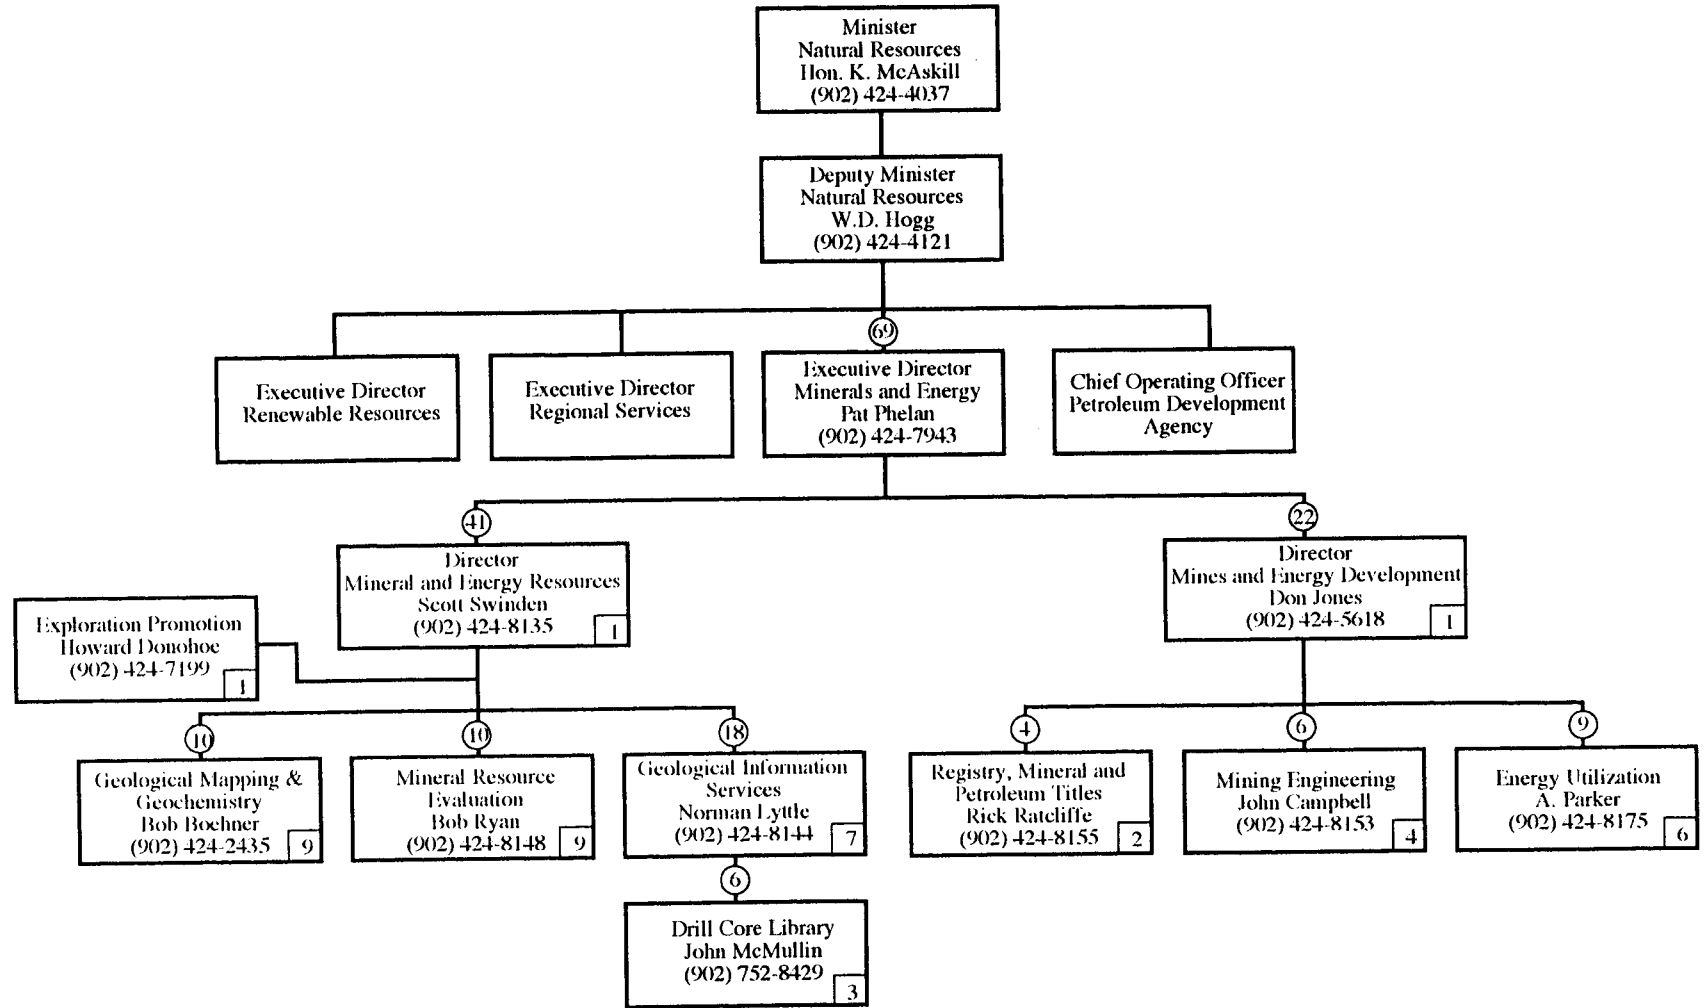 Minister
Natural Resources
Hon. K. McAskill
(902) 424-4037
Deputy Minister
Natural Resources
W.D. Hogg
(902) 424-4121
Executive Director
Renewable Resources
Executive Director
Regional Services
69
Executive Director
Minerals and Energy
Pat Phelan
(902) 424-7943
Chief Operating Officer
Petroleum Development
Agency
41
Director
Mineral and Energy Resources
Scott Swinden
(902) 424-8135
1
22
Director
Mines and Energy Development
Don Jones
(902) 424-5618
1
Exploration Promotion
Howard Donohoe
(902) 424-7199
1
10
Geological Mapping &
Geochemistry
Bob Boehner
(902) 424-2435
9
10
Mineral Resource
Evaluation
Bob Ryan
(902) 424-8148
9
18
Geological Information
Services
Norman Lyttle
(902) 424-8144
7
4
Registry, Mineral and
Petroleum Titles
Rick Ratcliffe
(902) 424-8155
2
6
Mining Engineering
John Campbell
(902) 424-8153
4
9
Energy Utilization
A. Parker
(902) 424-8175
6
6
Drill Core Library
John McMullin
(902) 752-8429
3